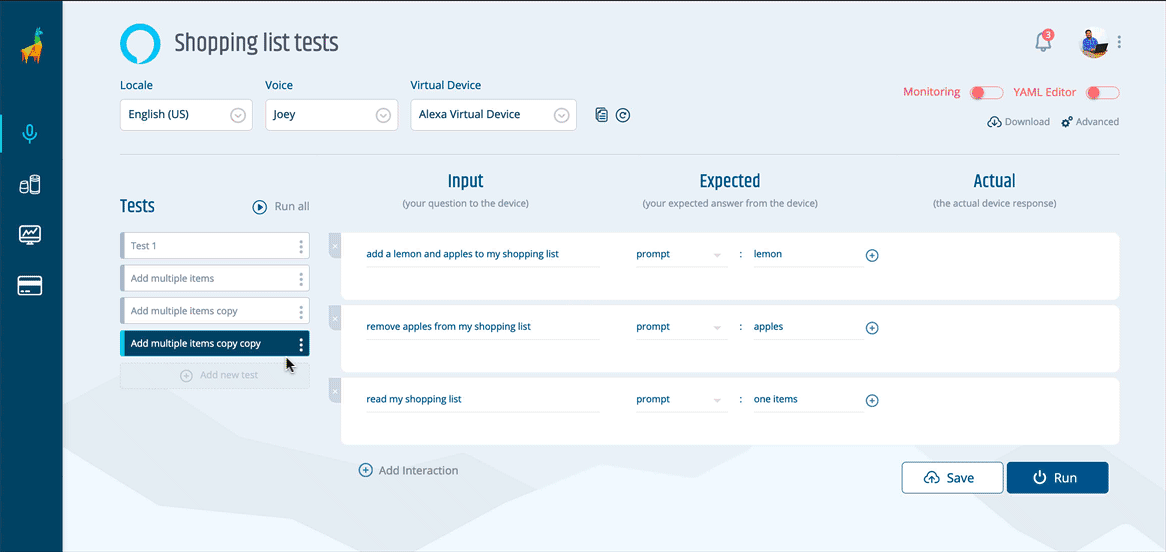 Shopping list tests
3
Locale
Voice
Virtual Device
English (US)
Joey
Alexa Virtual Device
Monitoring
YAML Editor
Download
Advanced
Input
Expected
Actual
(your question to the device)
(your expected answer from the device)
(the actual device response)
Tests
Run all
Test 1
Add multiple items
Add multiple items copy
Add multiple items copy copy
Add new test
add a lemon and apples to my shopping list
prompt
:
lemon
remove apples from my shopping list
prompt
:
apples
read my shopping list
prompt
:
one items
Add Interaction
Save
Run